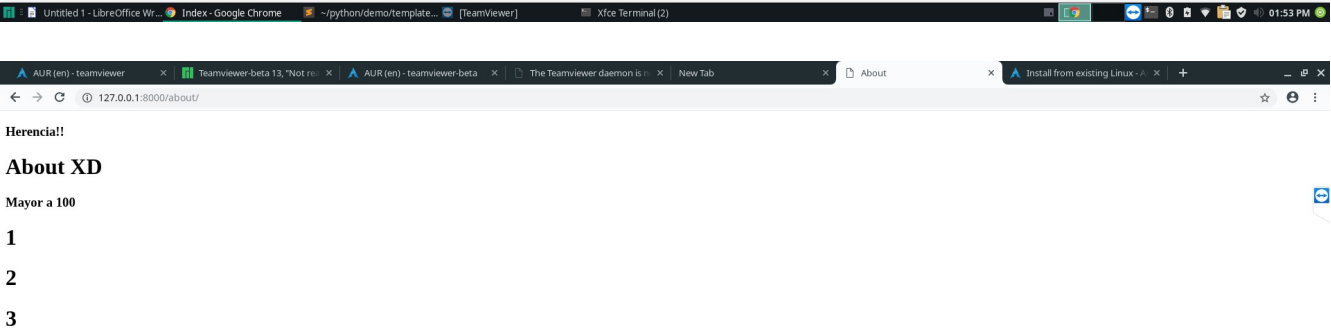 Untitled 1 - LibreOffice Wr... Index - Google Chrome ~/python/demo/template... [TeamViewer] Xfce Terminal (2) 01:53 PM
AUR (en) - teamviewer Teamviewer-beta 13, "Not AUR (en) - teamviewer-beta The Teamviewer daemon is New Tab About Install from existing Linux -
127.0.0.1:8000/about/
Herencia!!
About XD
Mayor a 100
1
2
3